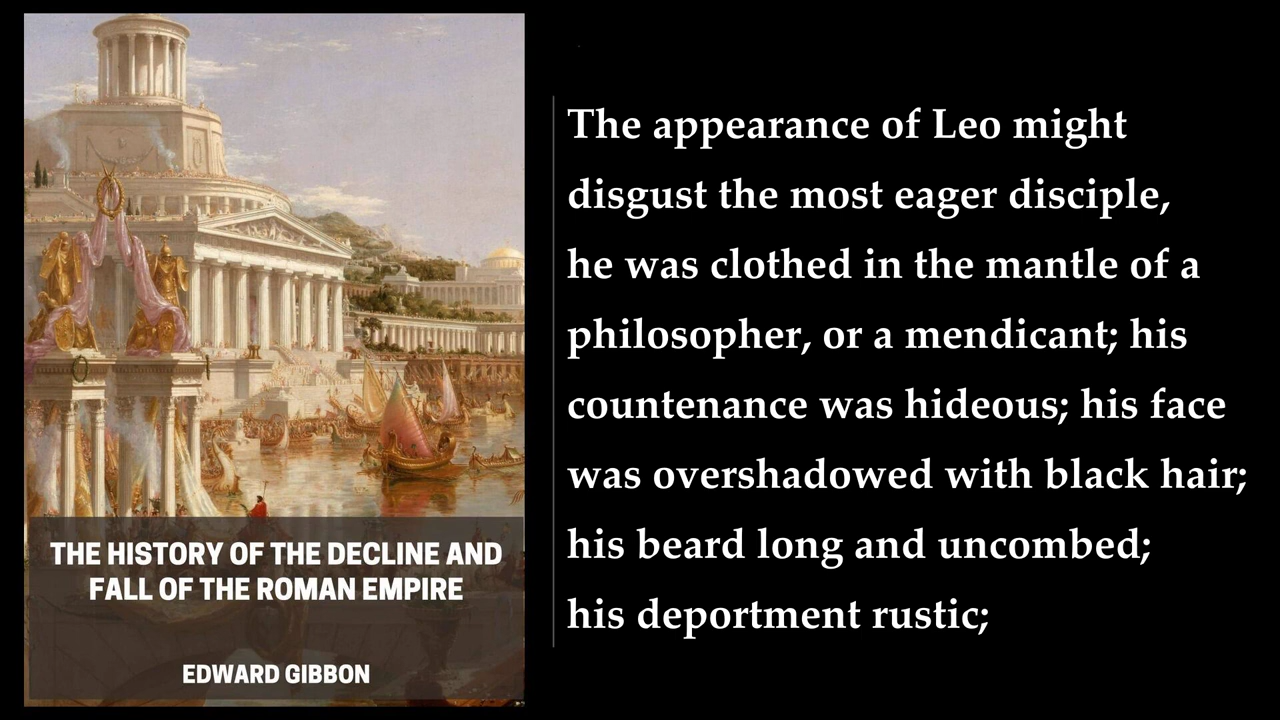 THE HISTORY OF THE DECLINE AND
FALL OF THE ROMAN EMPIRE
EDWARD GIBBON
The appearance of Leo might
disgust the most eager disciple,
he was clothed in the mantle of a
philosopher, or a mendicant; his
countenance was hideous; his face
was overshadowed with black hair;
his beard long and uncombed;
his deportment rustic;